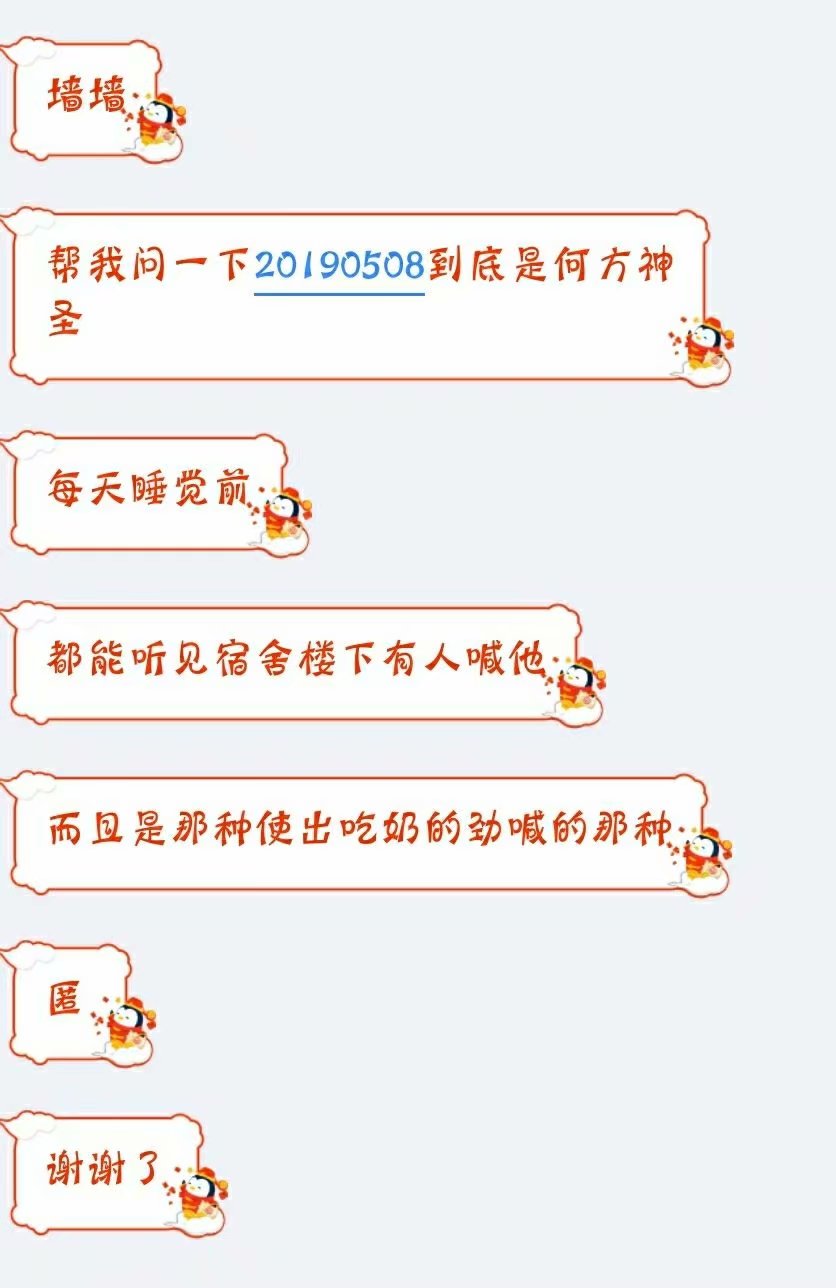 墙墙
帮我问一下20190508到底是何方神
圣
每天睡觉前
都能听见宿舍楼下有人喊他
而且是那种使出吃奶的劲喊的那种
匿
谢谢了